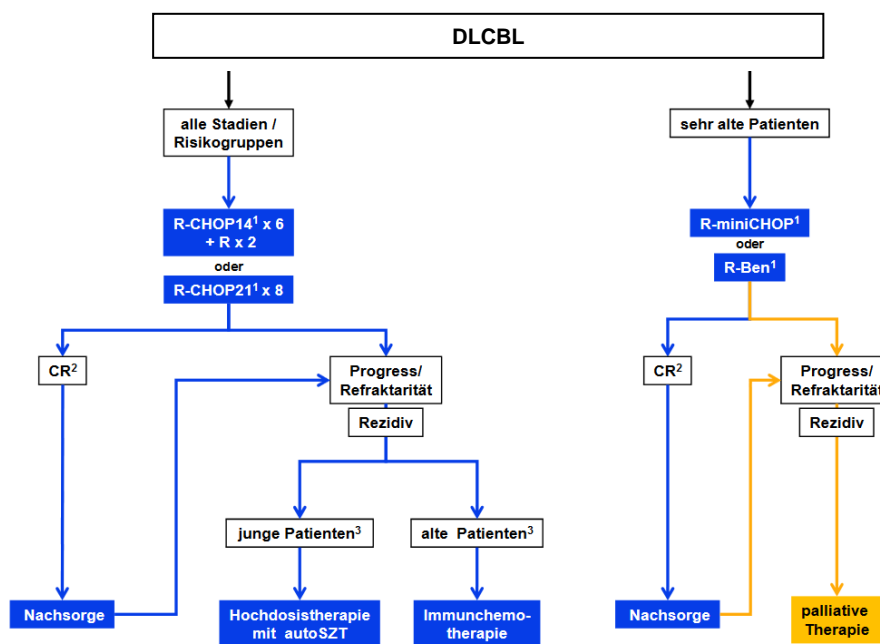 DLCBL
alle Stadien /
Risikogruppen
R-CHOP14¹ x 6
+ R x 2
oder
R-CHOP21¹ x 8
CR²
Progress/
Refraktarität
Rezidiv
junge Patienten³
alte Patienten³
Nachsorge
Hochdosistherapie
mit autoSZT
Immunchemo-
therapie
sehr alte Patienten
R-miniCHOP¹
oder
R-Ben¹
CR²
Progress/
Refraktarität
Rezidiv
Nachsorge
palliative
Therapie